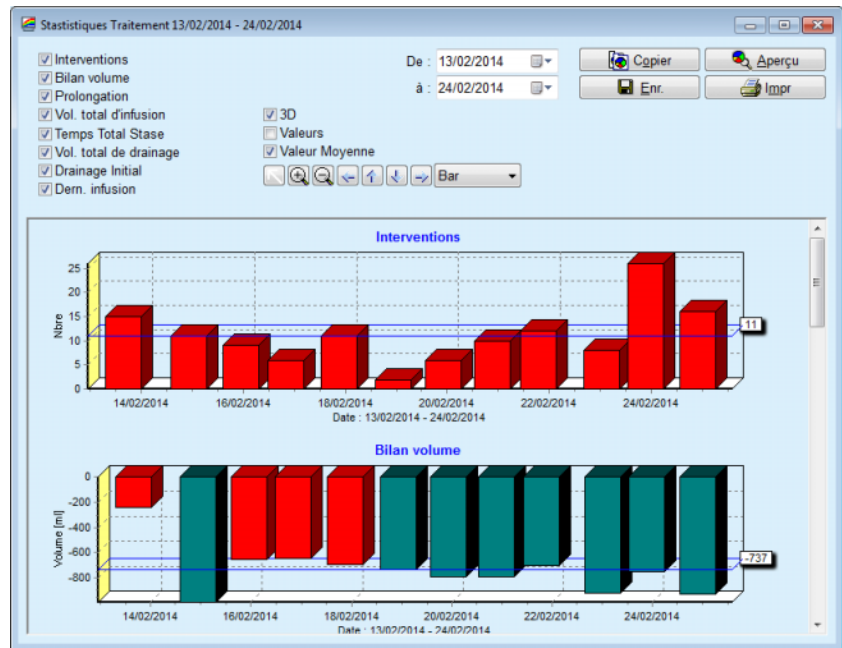 Stastistiques Traitement 13/02/2014 - 24/02/2014
Interventions
Bilan volume
Prolongation
Vol. total d'infusion
Temps Total Stase
Vol. total de drainage
Drainage Initial
Dern. infusion
3D
Valeurs
Valeur Moyenne
Bar
De : 13/02/2014
à : 24/02/2014
Copier
Aperçu
Enr.
Impr
Interventions
Nbre
25
20
15
10
5
0
11
14/02/2014 16/02/2014 18/02/2014 20/02/2014 22/02/2014 24/02/2014
Date : 13/02/2014 - 24/02/2014
Bilan volume
Volume [ml]
0
-200
-400
-600
-800
-737
14/02/2014 16/02/2014 18/02/2014 20/02/2014 22/02/2014 24/02/2014
Date : 13/02/2014 - 24/02/2014